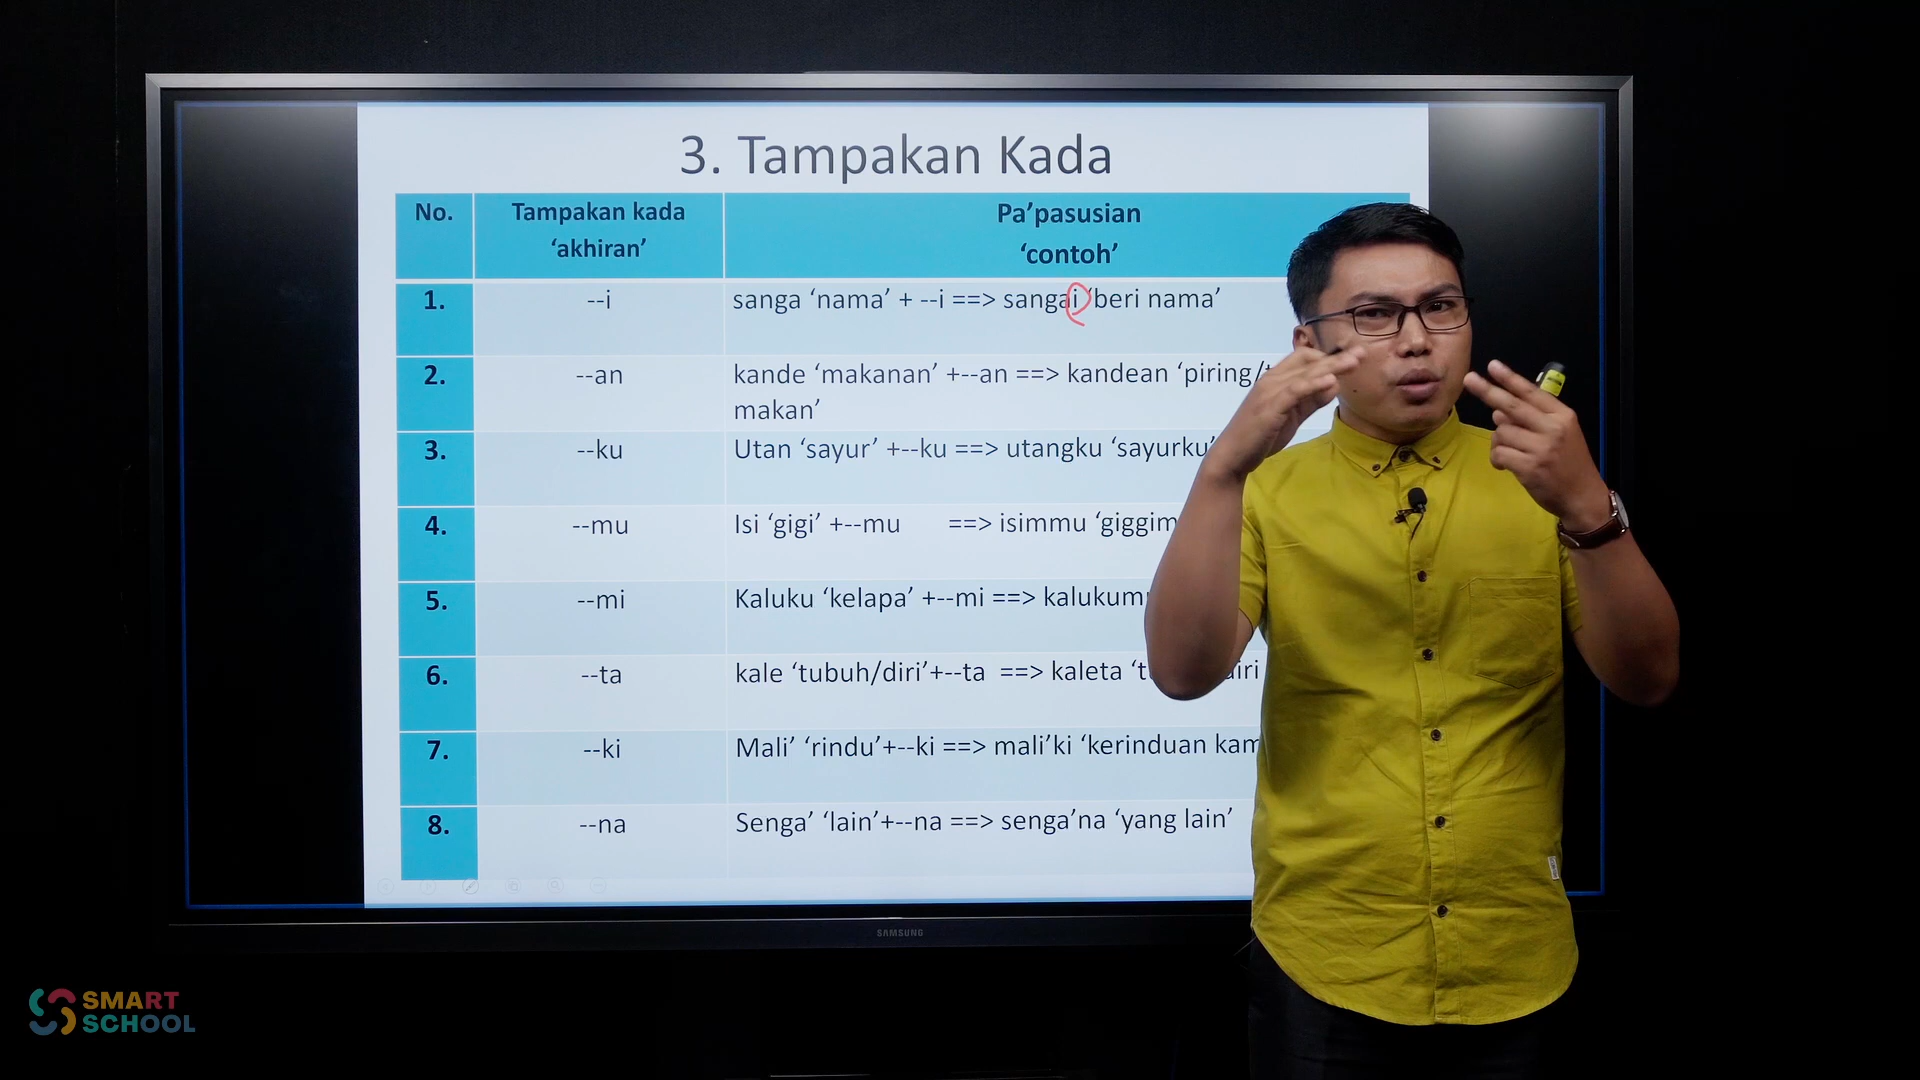 3. Tampakan Kada
No.
Tampakan kada
‘akhiran’
Pa’pasusian
‘contoh’
1.
--i
sanga ‘nama’ + --i ==> sangai ‘beri nama’
2.
--an
kande ‘makanan’ +--an ==> kandean ‘piring/
makan’
3.
--ku
Utan ‘sayur’ +--ku ==> utangku ‘sayurku’
4.
--mu
Isi ‘gigi’ +--mu ==> isimmu
5.
--mi
Kaluku ‘kelapa’ +--mi ==>
6.
--ta
kale ‘tubuh/diri’+--ta ==> kaleta
7.
--ki
Mali’ ‘rindu’+--ki ==> mali’ki ‘kerinduan
8.
--na
Senga’ ‘lain’+--na ==> senga’na ‘yang lain’
SAMSUNG
SMART
SCHOOL